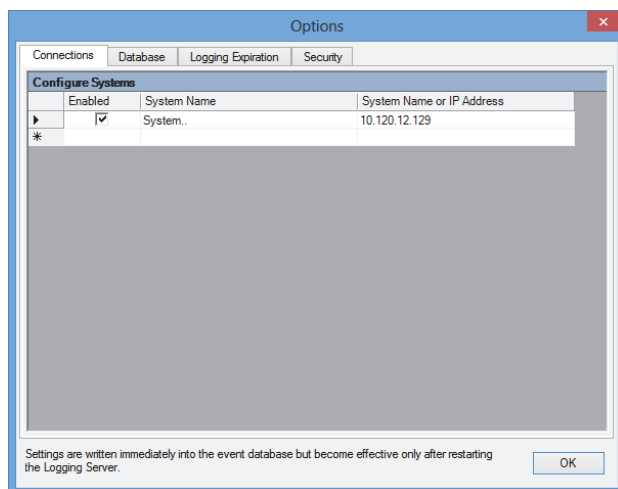 Options
Connections Database Logging Expiration Security
Configure Systems
Enabled System Name System Name or IP Address
System.. 10.120.12.129
Settings are written immediately into the event database but become effective only after restarting
the Logging Server.
OK